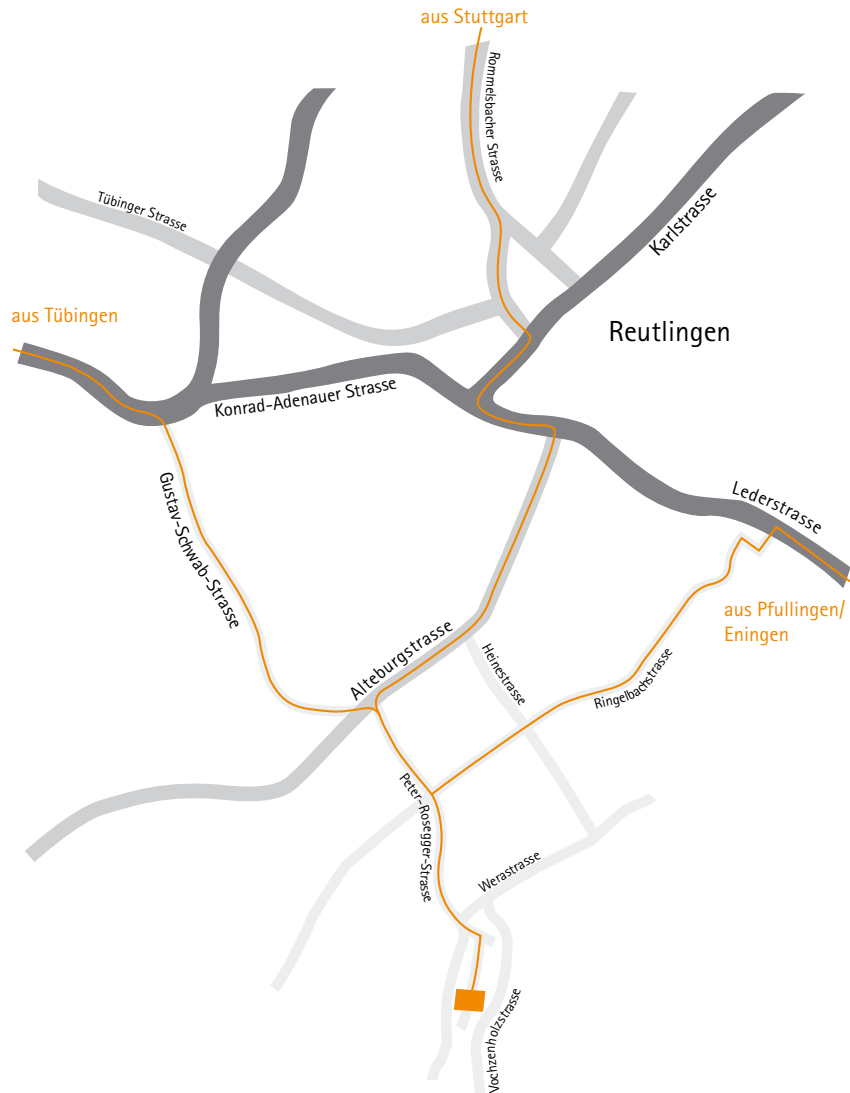 aus Stuttgart
Rommelsbacher Strasse
Tübinger Strasse
Karlstrasse
aus Tübingen
Reutlingen
Konrad-Adenauer Strasse
Gustav-Schwab-Strasse
Lederstrasse
aus Pfullingen/
Eningen
Alteburgstrasse
Heinestrasse
Ringelbachstrasse
Peter-Rosegger-Strasse
Werastrasse
Vochzenholzstrasse